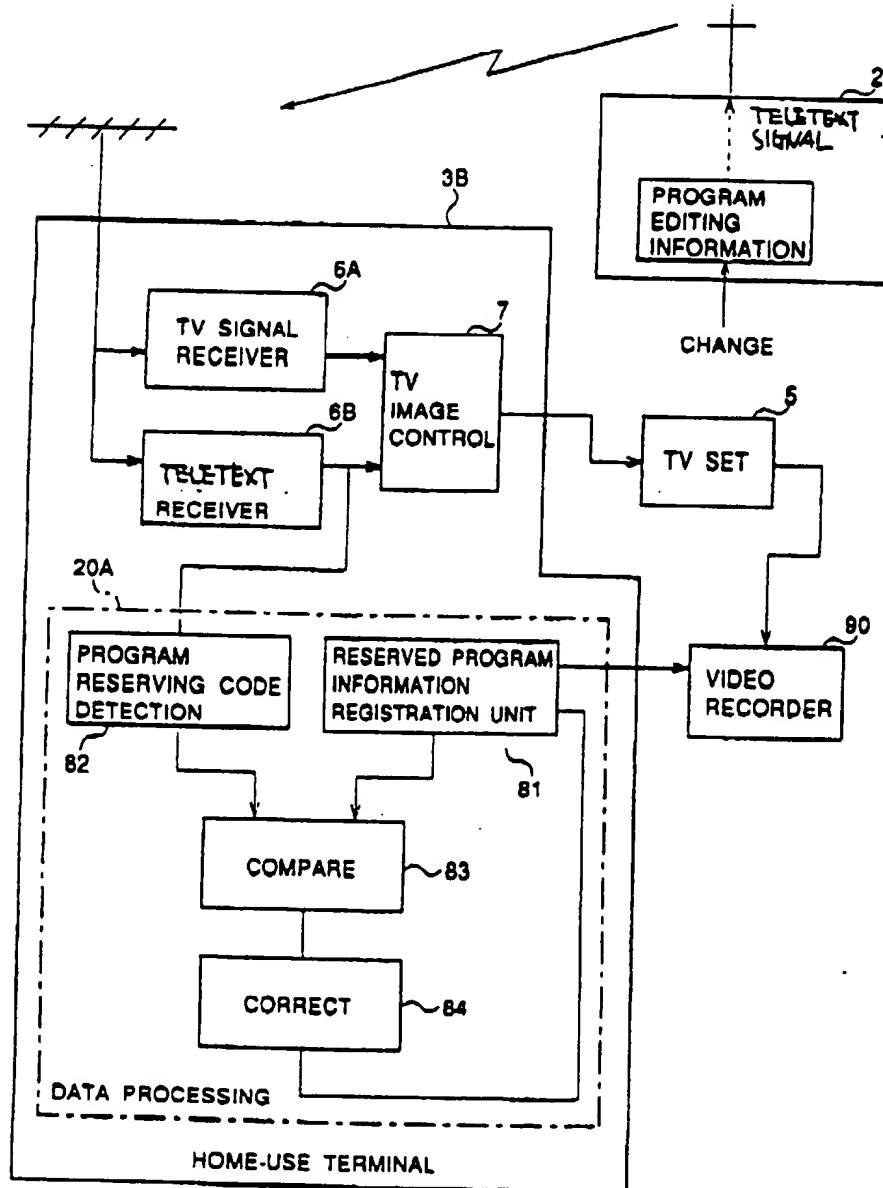 2
TELETEXT
SIGNAL
PROGRAM
EDITING
INFORMATION
CHANGE
3B
6A
TV SIGNAL
RECEIVER
7
TV
IMAGE
CONTROL
6B
TELETEXT
RECEIVER
5
TV SET
20A
PROGRAM
RESERVING CODE
DETECTION
82
RESERVED PROGRAM
INFORMATION
REGISTRATION UNIT
81
90
VIDEO
RECORDER
COMPARE
83
CORRECT
84
DATA PROCESSING
HOME-USE TERMINAL